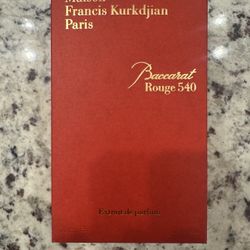 Maison
Francis Kurkdjian
Paris
Baccarat
Rouge 540
Extrait de parfum